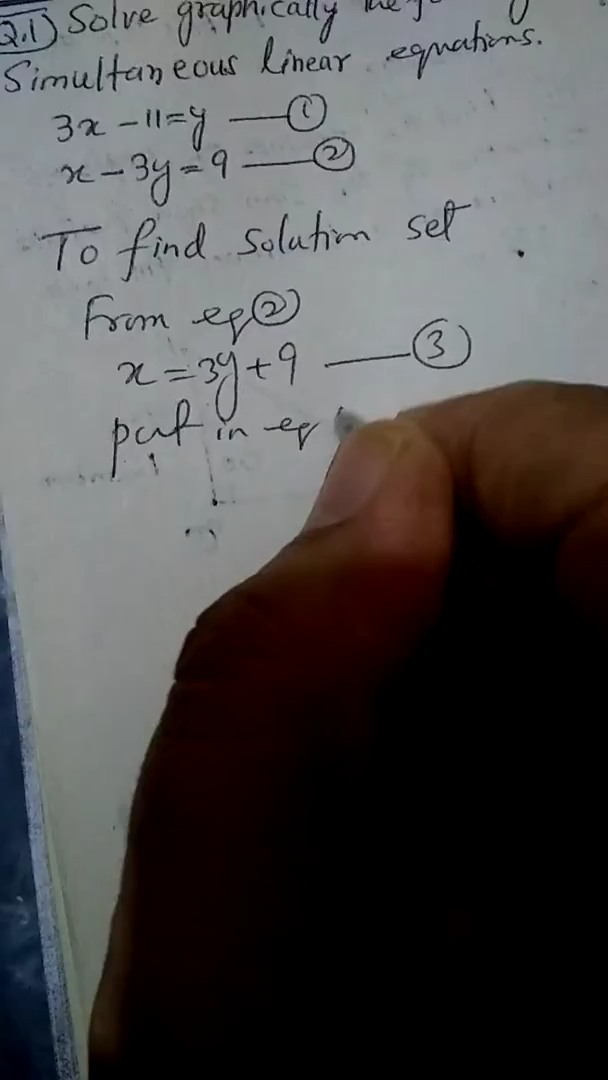 Q.1) Solve graphically the
Simultaneous linear equations.
3x - 11 = y —— ①
x - 3y = 9 —— ②
To find solution set
From eq ②
x = 3y + 9 —— ③
put in eq